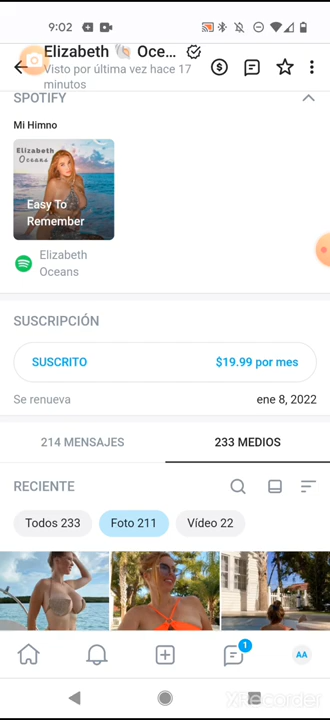 9:02
Elizabeth 🐚 Oce...
Visto por última vez hace 17
minutos
SPOTIFY
Mi Himno
Elizabeth
Oceans
Easy To
Remember
Elizabeth
Oceans
SUSCRIPCIÓN
SUSCRITO $19.99 por mes
Se renueva ene 8, 2022
214 MENSAJES 233 MEDIOS
RECIENTE
Todos 233 Foto 211 Vídeo 22
1
AA
XRecorder